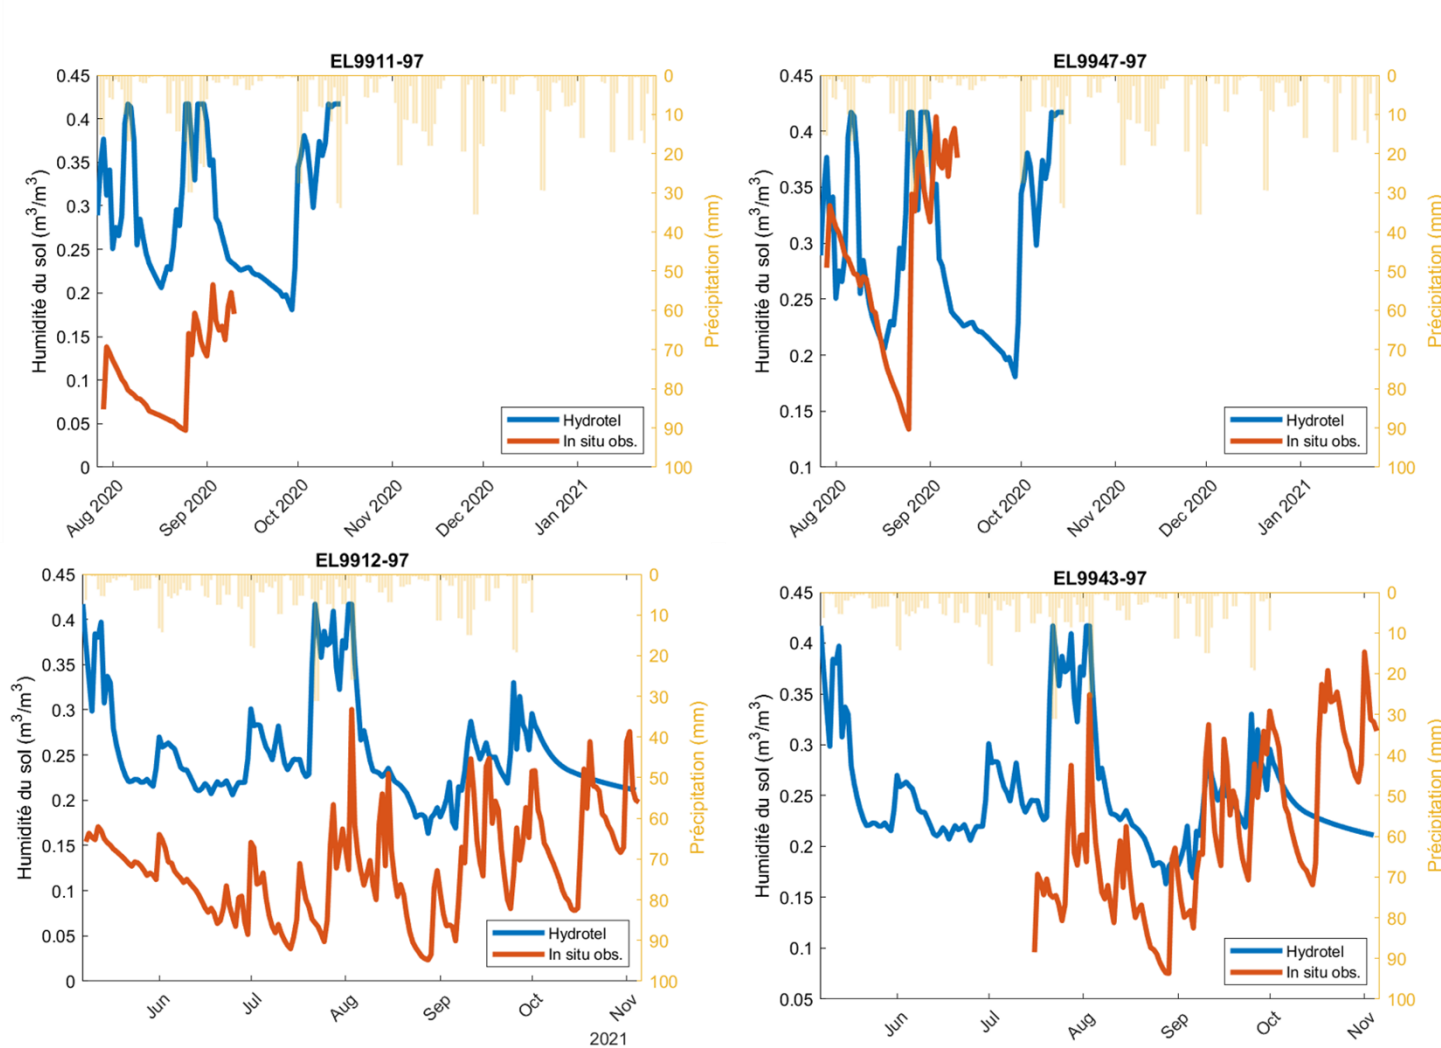 EL9911-97
0.45
0.4
0.35
0.3
0.25
0.2
0.15
0.1
0.05
0
Humidité du sol (m³/m³)
0
10
20
30
40
50
60
70
80
90
100
Précipitation (mm)
Hydrotel
In situ obs.
Aug 2020
Sep 2020
Oct 2020
Nov 2020
Dec 2020
Jan 2021
EL9947-97
0.45
0.4
0.35
0.3
0.25
0.2
0.15
0.1
Humidité du sol (m³/m³)
0
10
20
30
40
50
60
70
80
90
100
Précipitation (mm)
Hydrotel
In situ obs.
Aug 2020
Sep 2020
Oct 2020
Nov 2020
Dec 2020
Jan 2021
EL9912-97
0.45
0.4
0.35
0.3
0.25
0.2
0.15
0.1
0.05
0
Humidité du sol (m³/m³)
0
10
20
30
40
50
60
70
80
90
100
Précipitation (mm)
Hydrotel
In situ obs.
Jun
Jul
Aug
Sep
Oct
Nov
2021
EL9943-97
0.45
0.4
0.35
0.3
0.25
0.2
0.15
0.1
0.05
Humidité du sol (m³/m³)
0
10
20
30
40
50
60
70
80
90
100
Précipitation (mm)
Hydrotel
In situ obs.
Jun
Jul
Aug
Sep
Oct
Nov